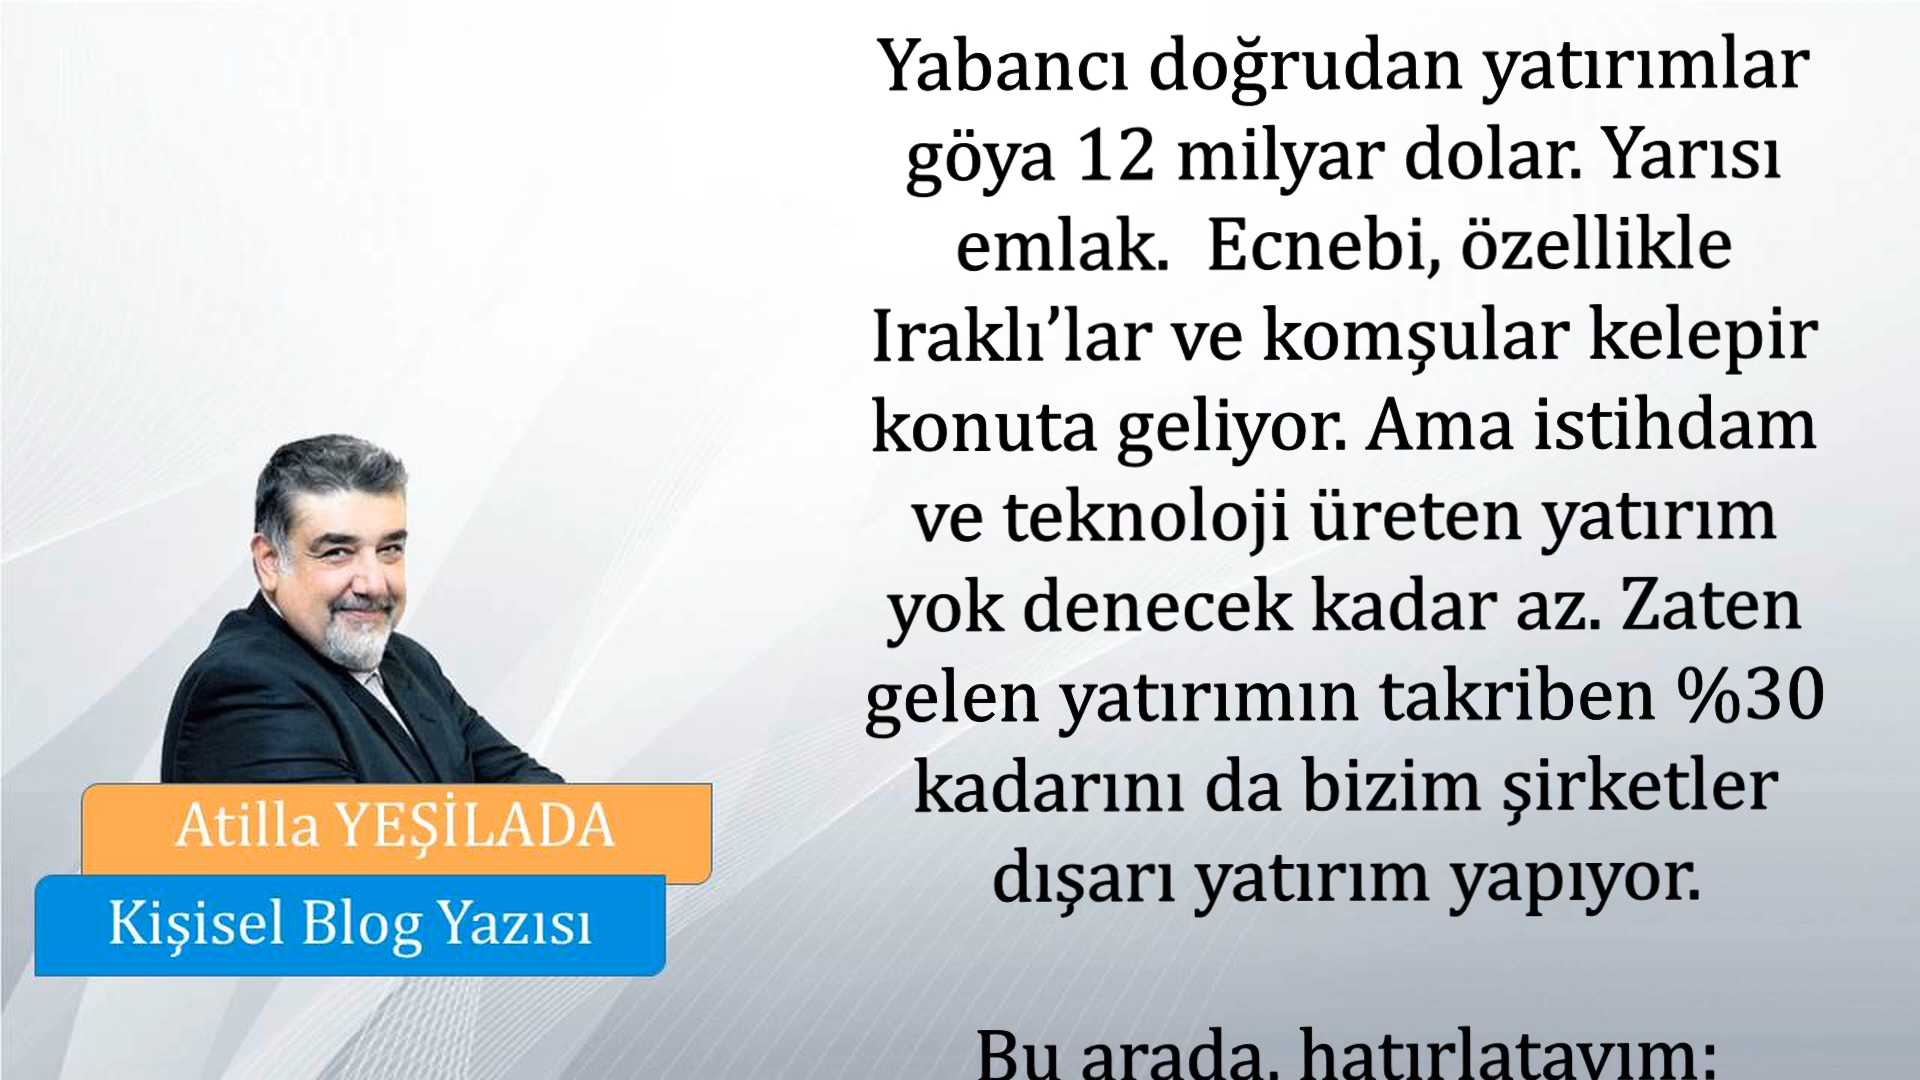 Yabancı doğrudan yatırımlar
göya 12 milyar dolar. Yarısı
emlak.  Ecnebi, özellikle
Iraklı’lar ve komşular kelepir
konuta geliyor. Ama istihdam
ve teknoloji üreten yatırım
yok denecek kadar az. Zaten
gelen yatırımın takriben %30
kadarını da bizim şirketler
dışarı yatırım yapıyor.
Bu arada, hatırlatayım:
Atilla YEŞİLADA
Kişisel Blog Yazısı